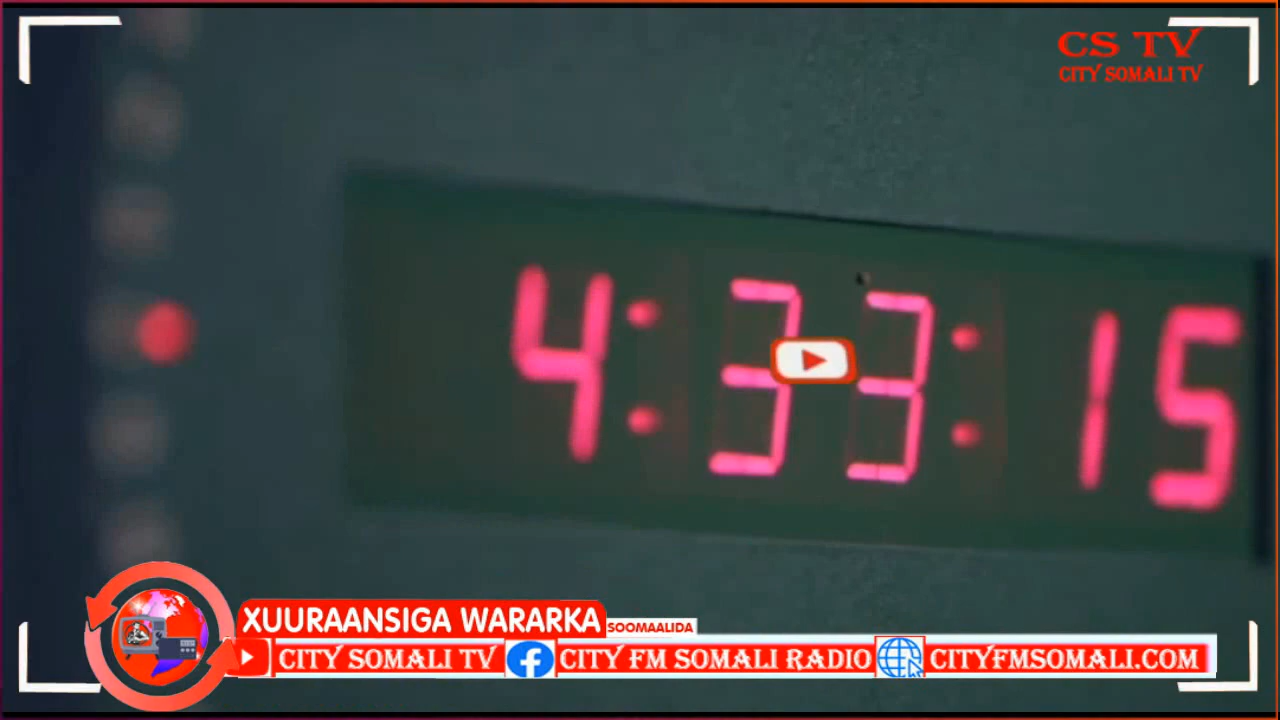 CS TV
CITY SOMALI TV
4:33:15
XUURAANSIGA WARARKA
SOOMAALIDA
CITY SOMALI TV CITY FM SOMALI RADIO CITYFMSOMALI.COM